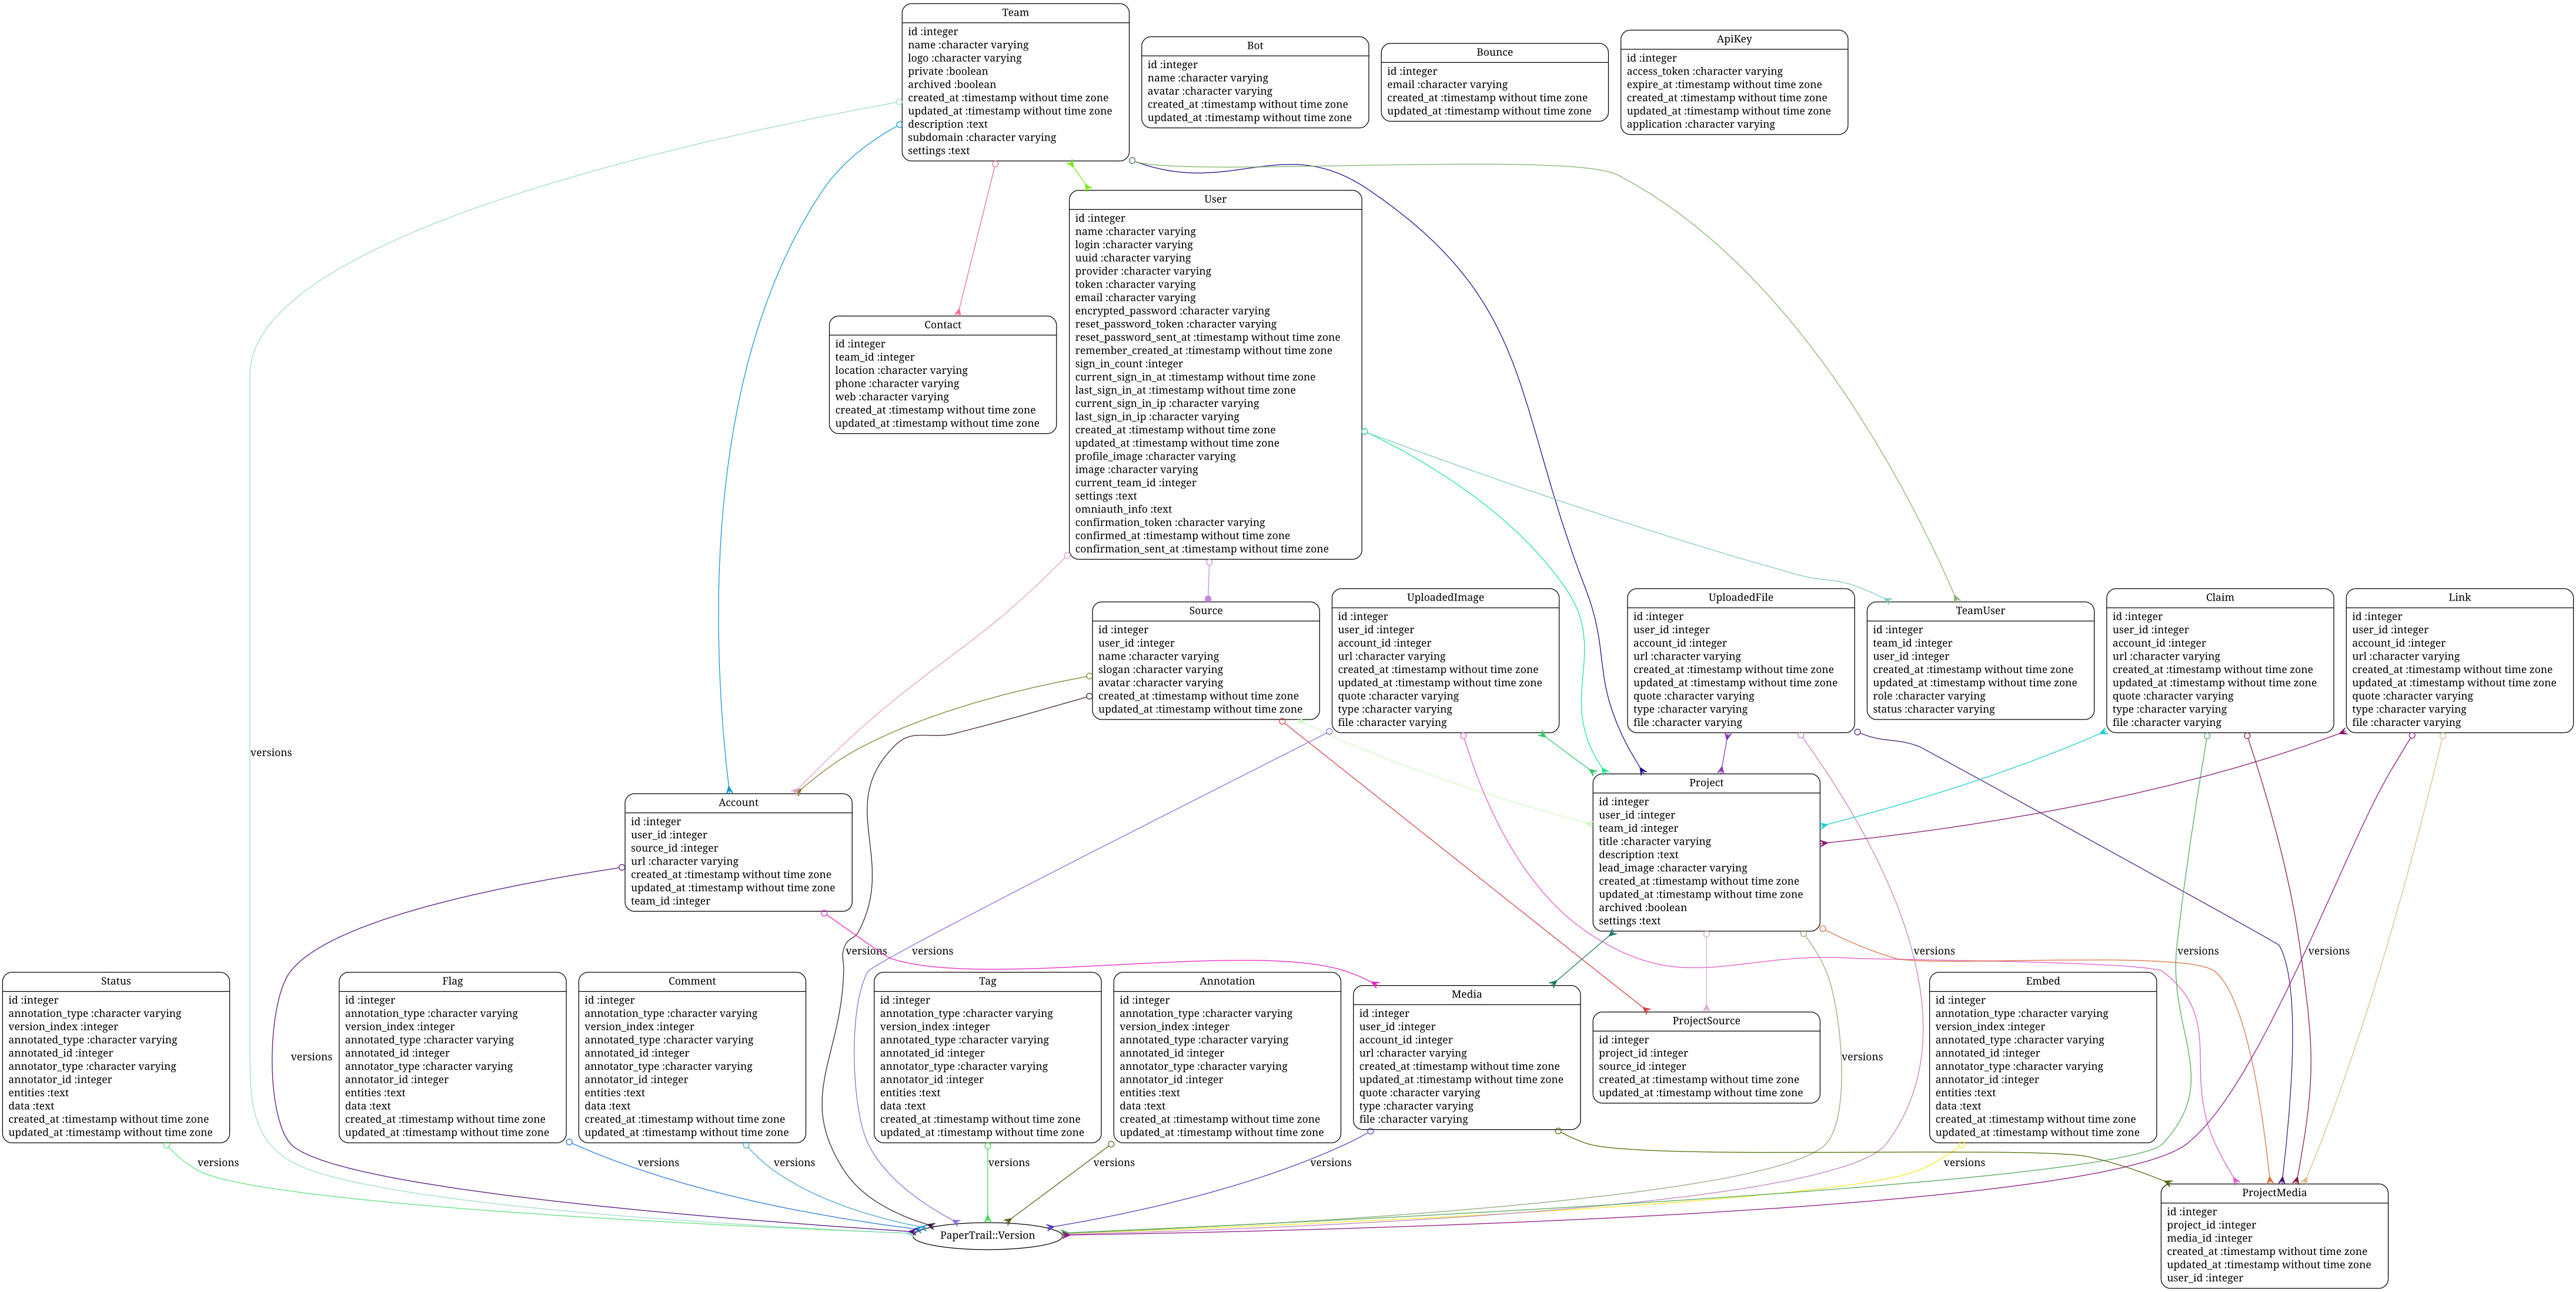 Team
id :integer
name :character varying
logo :character varying
private :boolean
archived :boolean
created_at :timestamp without time zone
updated_at :timestamp without time zone
description :text
subdomain :character varying
settings :text
Bot
id :integer
name :character varying
avatar :character varying
created_at :timestamp without time zone
updated_at :timestamp without time zone
Bounce
id :integer
email :character varying
created_at :timestamp without time zone
updated_at :timestamp without time zone
ApiKey
id :integer
access_token :character varying
expire_at :timestamp without time zone
created_at :timestamp without time zone
updated_at :timestamp without time zone
application :character varying
User
id :integer
name :character varying
login :character varying
uuid :character varying
provider :character varying
token :character varying
email :character varying
encrypted_password :character varying
reset_password_token :character varying
reset_password_sent_at :timestamp without time zone
remember_created_at :timestamp without time zone
sign_in_count :integer
current_sign_in_at :timestamp without time zone
last_sign_in_at :timestamp without time zone
current_sign_in_ip :character varying
last_sign_in_ip :character varying
created_at :timestamp without time zone
updated_at :timestamp without time zone
profile_image :character varying
image :character varying
current_team_id :integer
settings :text
omniauth_info :text
confirmation_token :character varying
confirmed_at :timestamp without time zone
confirmation_sent_at :timestamp without time zone
Contact
id :integer
team_id :integer
location :character varying
phone :character varying
web :character varying
created_at :timestamp without time zone
updated_at :timestamp without time zone
Source
id :integer
user_id :integer
name :character varying
slogan :character varying
avatar :character varying
created_at :timestamp without time zone
updated_at :timestamp without time zone
UploadedImage
id :integer
user_id :integer
account_id :integer
url :character varying
created_at :timestamp without time zone
updated_at :timestamp without time zone
quote :character varying
type :character varying
file :character varying
UploadedFile
id :integer
user_id :integer
account_id :integer
url :character varying
created_at :timestamp without time zone
updated_at :timestamp without time zone
quote :character varying
type :character varying
file :character varying
TeamUser
id :integer
team_id :integer
user_id :integer
created_at :timestamp without time zone
updated_at :timestamp without time zone
role :character varying
status :character varying
Claim
id :integer
user_id :integer
account_id :integer
url :character varying
created_at :timestamp without time zone
updated_at :timestamp without time zone
quote :character varying
type :character varying
file :character varying
Link
id :integer
user_id :integer
account_id :integer
url :character varying
created_at :timestamp without time zone
updated_at :timestamp without time zone
quote :character varying
type :character varying
file :character varying
versions
Account
id :integer
user_id :integer
source_id :integer
url :character varying
created_at :timestamp without time zone
updated_at :timestamp without time zone
team_id :integer
Project
id :integer
user_id :integer
team_id :integer
title :character varying
description :text
lead_image :character varying
created_at :timestamp without time zone
updated_at :timestamp without time zone
archived :boolean
settings :text
versions
versions
versions
versions
versions
Status
id :integer
annotation_type :character varying
version_index :integer
annotated_type :character varying
annotated_id :integer
annotator_type :character varying
annotator_id :integer
entities :text
data :text
created_at :timestamp without time zone
updated_at :timestamp without time zone
versions
Flag
id :integer
annotation_type :character varying
version_index :integer
annotated_type :character varying
annotated_id :integer
annotator_type :character varying
annotator_id :integer
entities :text
data :text
created_at :timestamp without time zone
updated_at :timestamp without time zone
Comment
id :integer
annotation_type :character varying
version_index :integer
annotated_type :character varying
annotated_id :integer
annotator_type :character varying
annotator_id :integer
entities :text
data :text
created_at :timestamp without time zone
updated_at :timestamp without time zone
Tag
id :integer
annotation_type :character varying
version_index :integer
annotated_type :character varying
annotated_id :integer
annotator_type :character varying
annotator_id :integer
entities :text
data :text
created_at :timestamp without time zone
updated_at :timestamp without time zone
Annotation
id :integer
annotation_type :character varying
version_index :integer
annotated_type :character varying
annotated_id :integer
annotator_type :character varying
annotator_id :integer
entities :text
data :text
created_at :timestamp without time zone
updated_at :timestamp without time zone
Media
id :integer
user_id :integer
account_id :integer
url :character varying
created_at :timestamp without time zone
updated_at :timestamp without time zone
quote :character varying
type :character varying
file :character varying
ProjectSource
id :integer
project_id :integer
source_id :integer
created_at :timestamp without time zone
updated_at :timestamp without time zone
versions
Embed
id :integer
annotation_type :character varying
version_index :integer
annotated_type :character varying
annotated_id :integer
annotator_type :character varying
annotator_id :integer
entities :text
data :text
created_at :timestamp without time zone
updated_at :timestamp without time zone
versions
versions
versions
versions
versions
versions
versions
PaperTrail::Version
ProjectMedia
id :integer
project_id :integer
media_id :integer
created_at :timestamp without time zone
updated_at :timestamp without time zone
user_id :integer